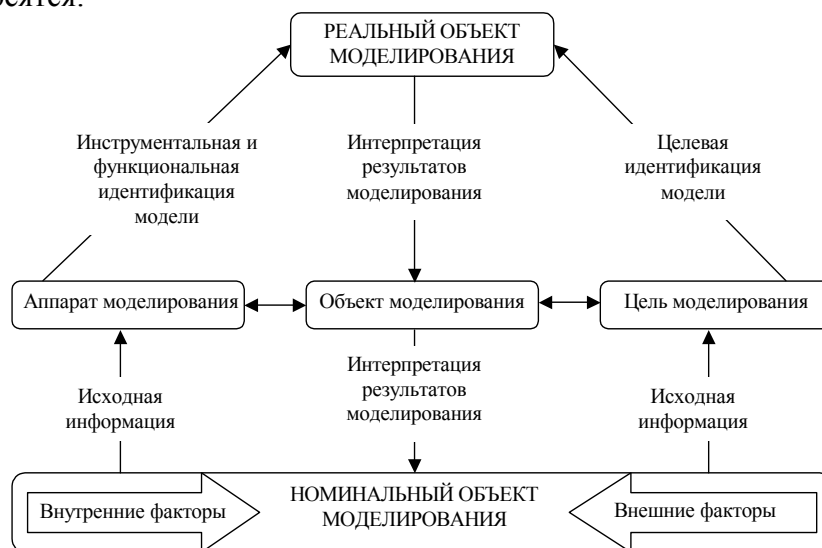 РЕАЛЬНЫЙ ОБЪЕКТ
МОДЕЛИРОВАНИЯ
Инструментальная и
функциональная
идентификация
модели
Интерпретация
результатов
моделирования
Целевая
идентификация
модели
Аппарат моделирования
Объект моделирования
Цель моделирования
Исходная
информация
Интерпретация
результатов
моделирования
Исходная
информация
Внутренние факторы
НОМИНАЛЬНЫЙ ОБЪЕКТ
МОДЕЛИРОВАНИЯ
Внешние факторы